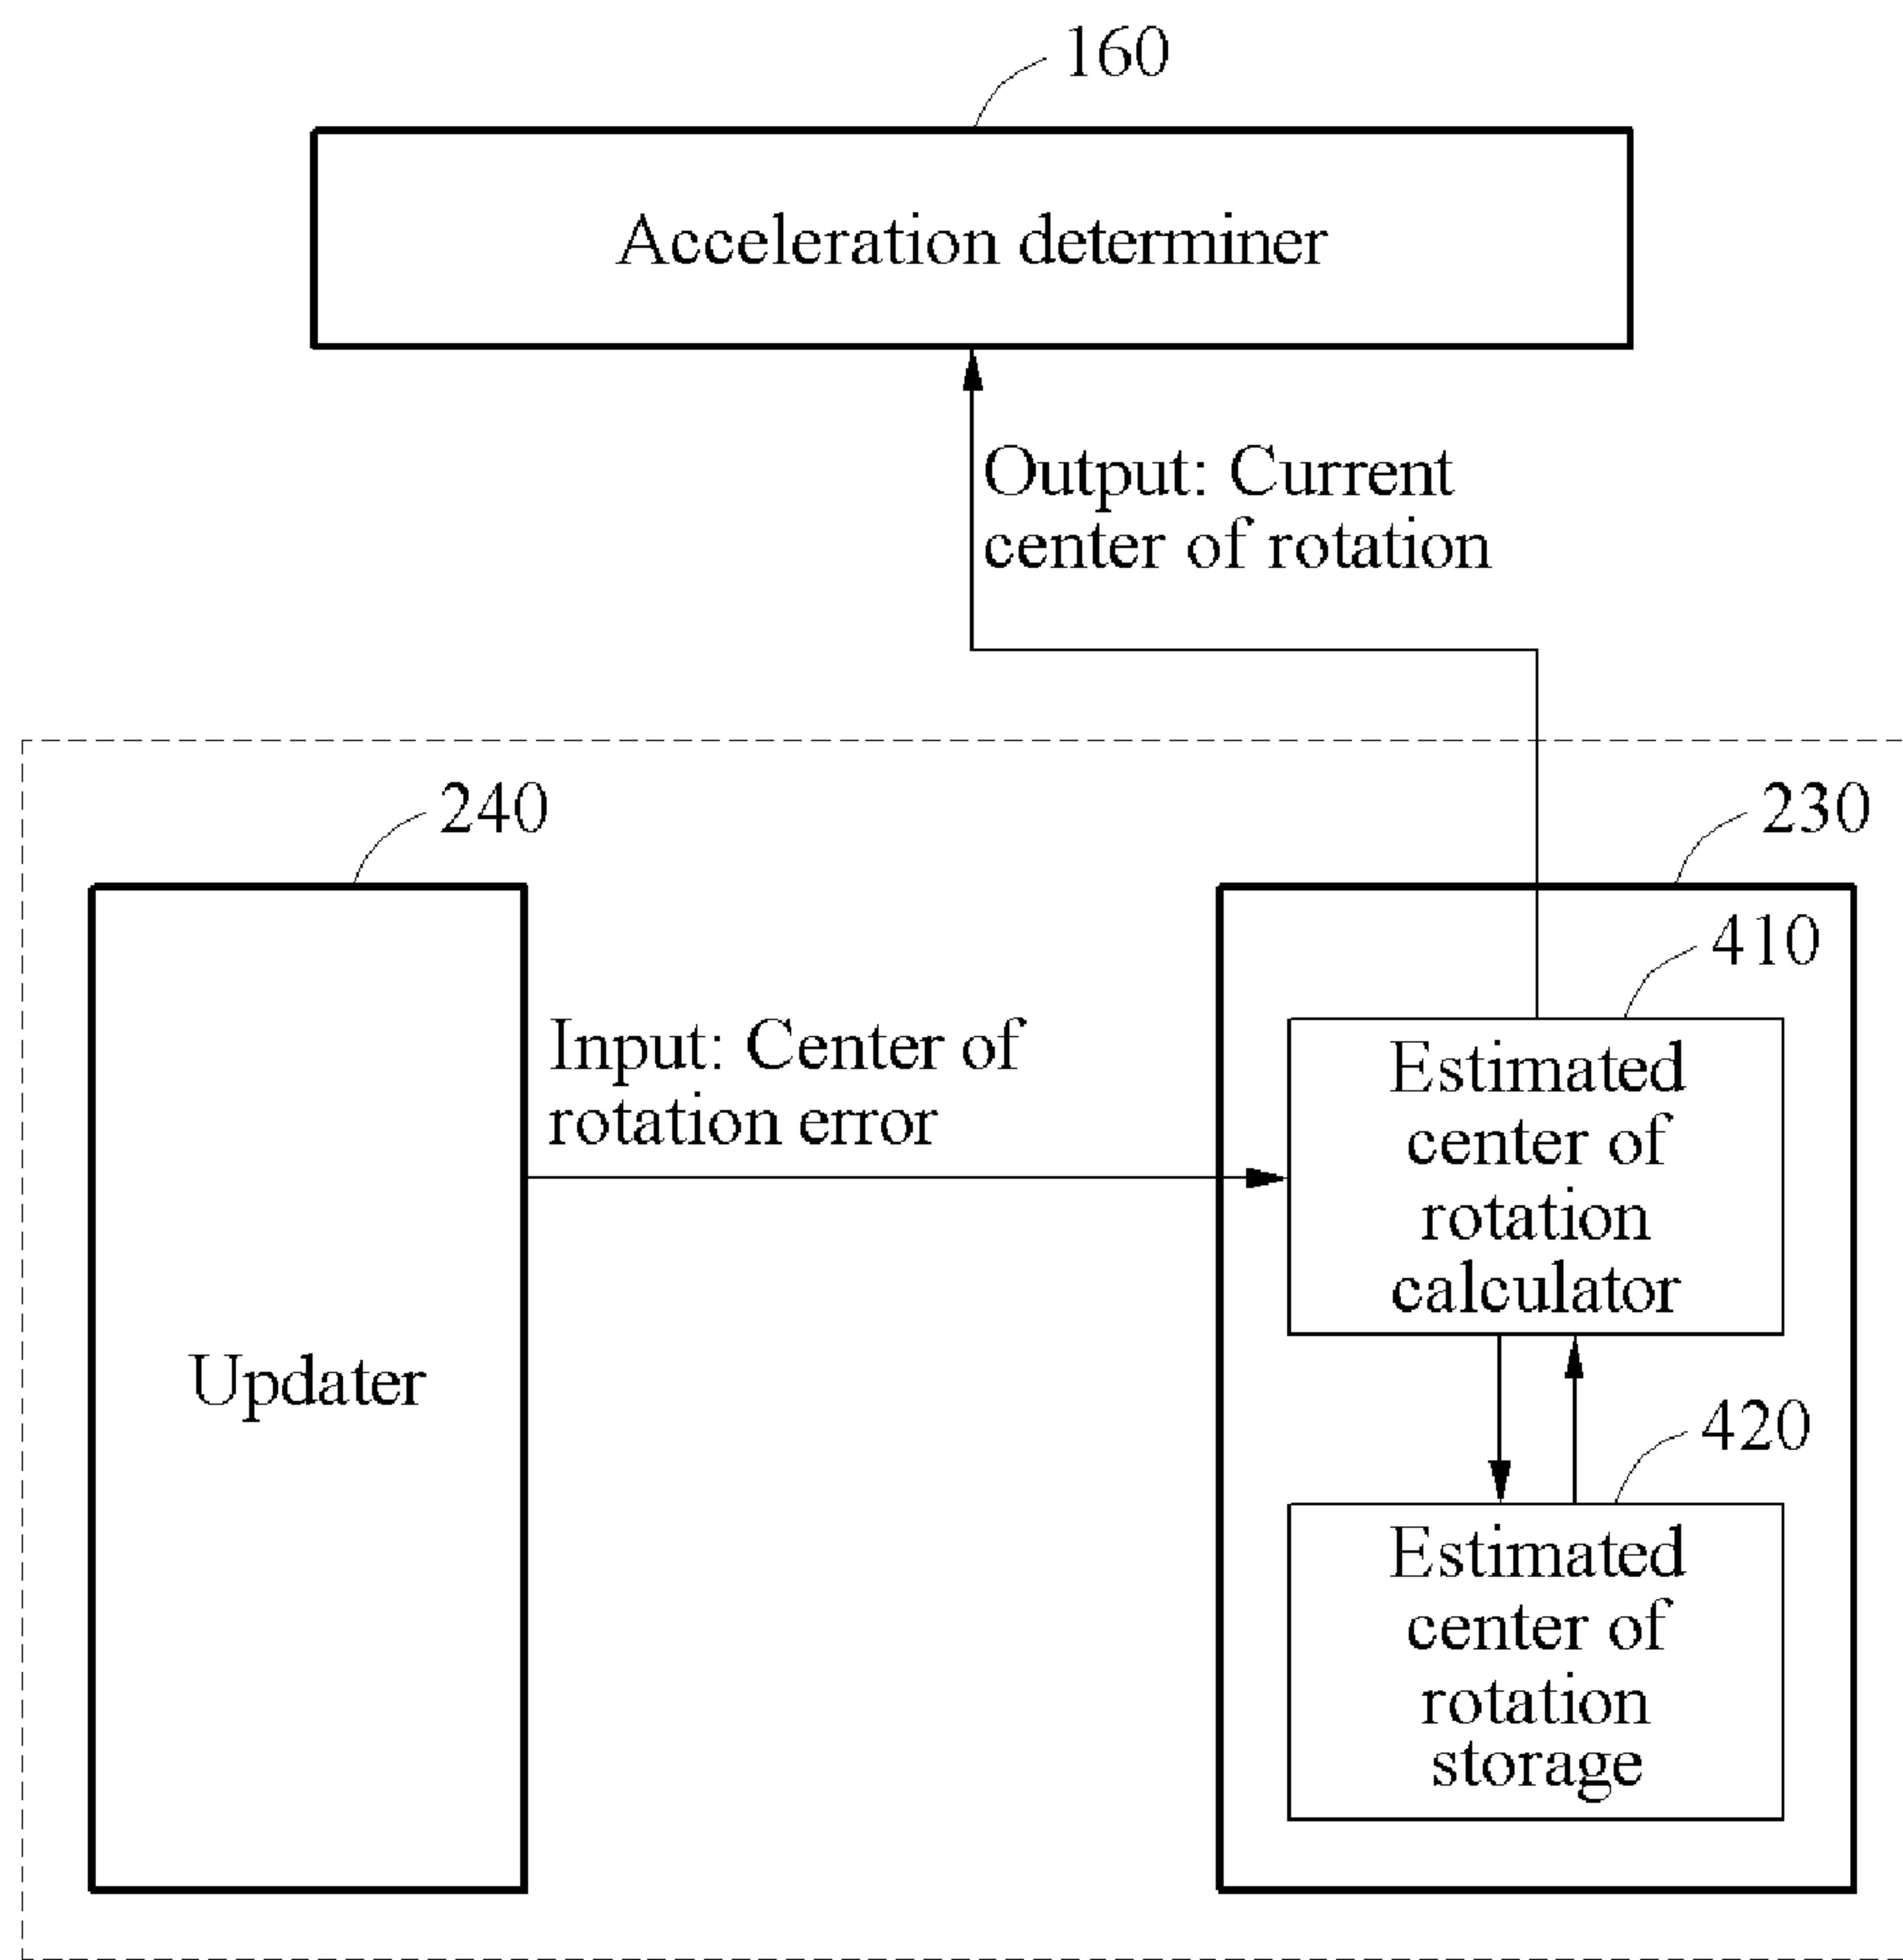 160
Acceleration determiner
Output: Current
center of rotation
240
230
410
Input: Center of
rotation error
Estimated
center of
rotation
calculator
Updater
420
Estimated
center of
rotation
storage